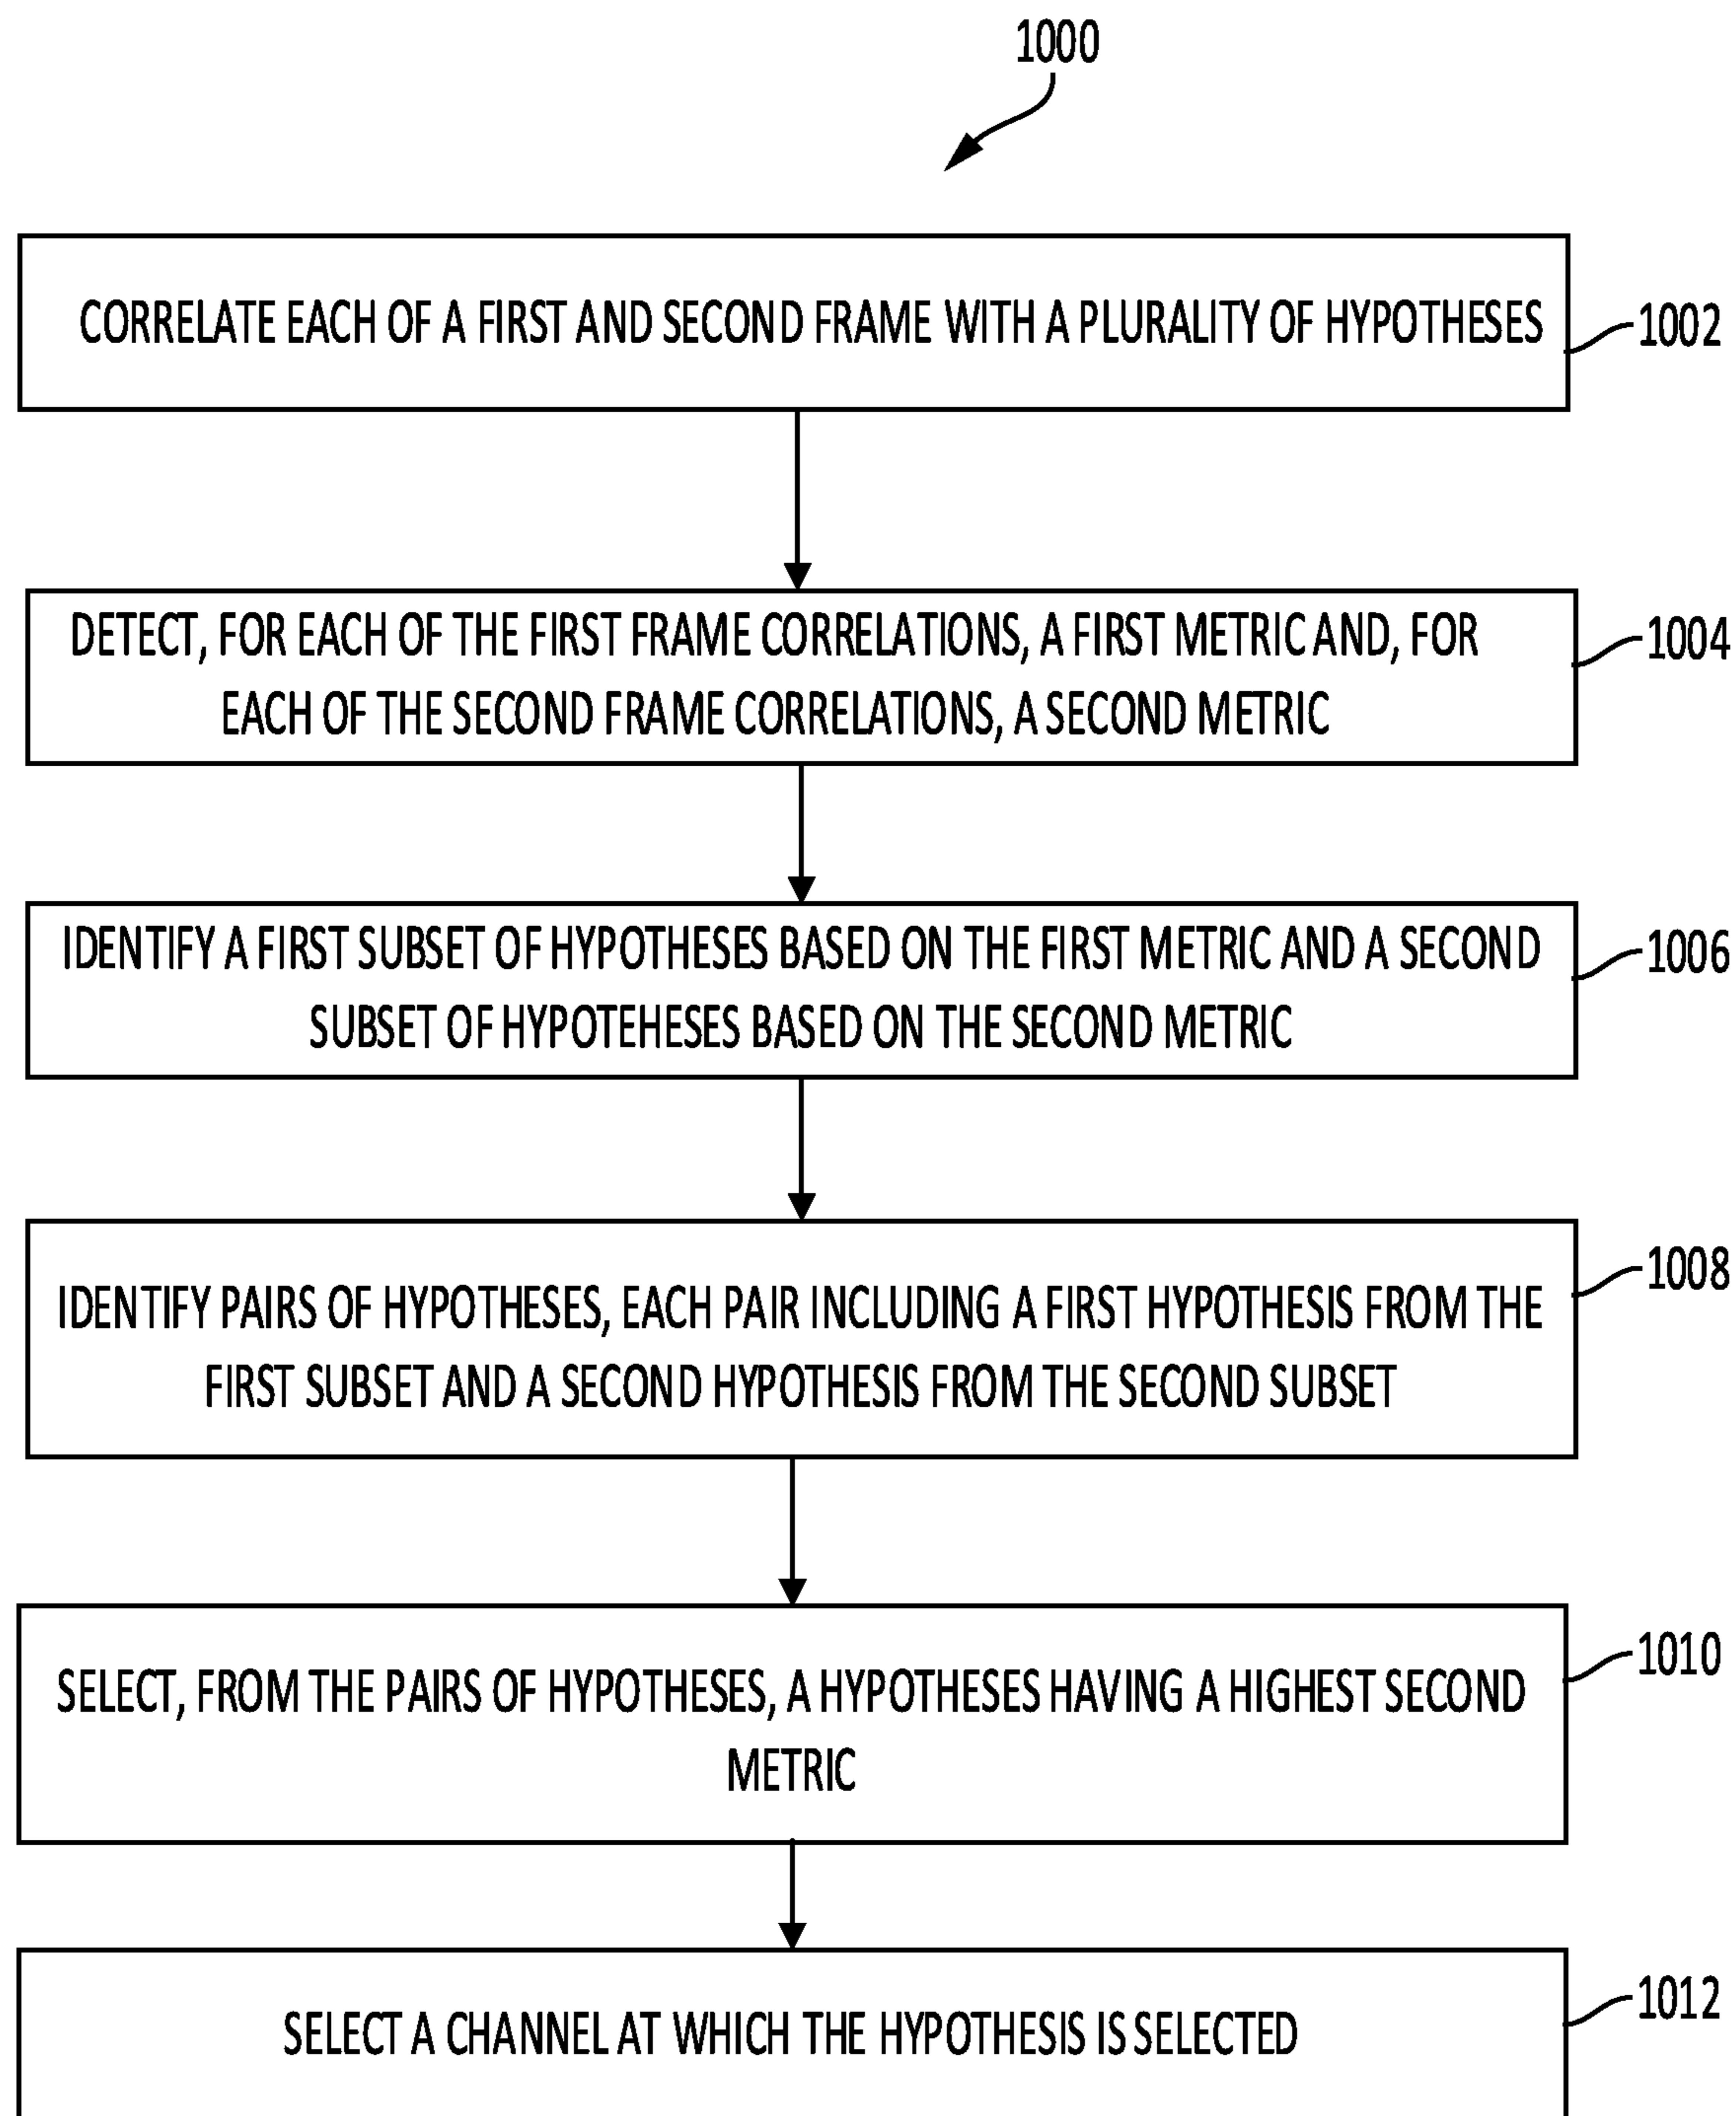 1000
CORRELATE EACH OF A FIRST AND SECOND FRAME WITH A PLURALITY OF HYPOTHESES
1002
DETECT, FOR EACH OF THE FIRST FRAME CORRELATIONS, A FIRST METRIC AND, FOR
EACH OF THE SECOND FRAME CORRELATIONS, A SECOND METRIC
1004
IDENTIFY A FIRST SUBSET OF HYPOTHESES BASED ON THE FIRST METRIC AND A SECOND
SUBSET OF HYPOTEHESES BASED ON THE SECOND METRIC
1006
IDENTIFY PAIRS OF HYPOTHESES, EACH PAIR INCLUDING A FIRST HYPOTHESIS FROM THE
FIRST SUBSET AND A SECOND HYPOTHESIS FROM THE SECOND SUBSET
1008
SELECT, FROM THE PAIRS OF HYPOTHESES, A HYPOTHESES HAVING A HIGHEST SECOND
METRIC
1010
SELECT A CHANNEL AT WHICH THE HYPOTHESIS IS SELECTED
1012